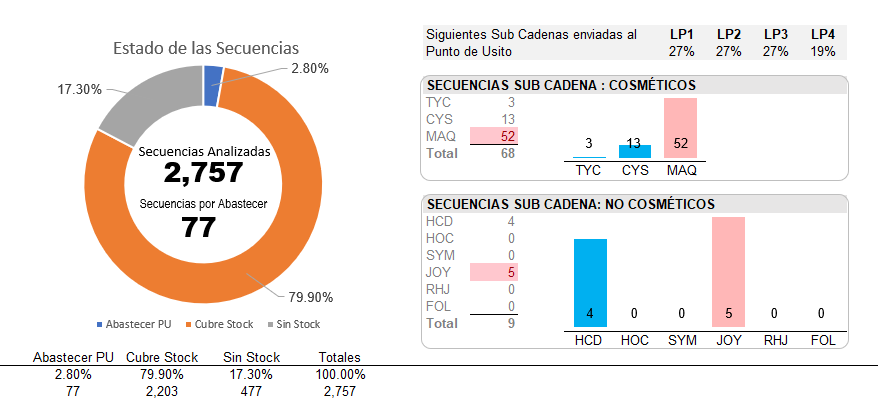 Estado de las Secuencias
2.80%
17.30%
Secuencias Analizadas
2,757
Secuencias por Abastecer
77
79.90%
Abastecer PU Cubre Stock Sin Stock
Abastecer PU Cubre Stock Sin Stock Totales
2.80% 79.90% 17.30% 100.00%
77 2,203 477 2,757
Siguientes Sub Cadenas enviadas al LP1 LP2 LP3 LP4
Punto de Usito 27% 27% 27% 19%
SECUENCIAS SUB CADENA : COSMÉTICOS
TYC 3
CYS 13
MAQ 52
Total 68
3 13 52
TYC CYS MAQ
SECUENCIAS SUB CADENA: NO COSMÉTICOS
HCD 4
HOC 0
SYM 0
JOY 5
RHJ 0
FOL 0
Total 9
4 0 0 5 0 0
HCD HOC SYM JOY RHJ FOL